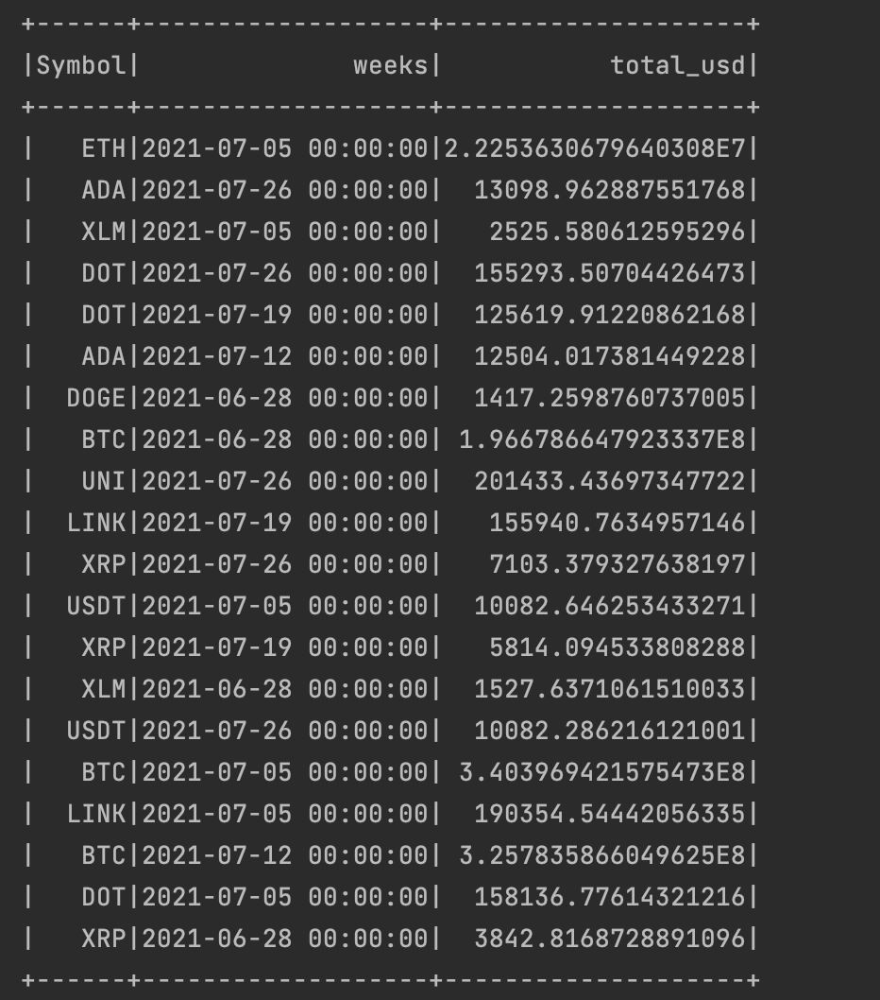 +------+-------------------+--------------------+
|Symbol|              weeks|           total_usd|
+------+-------------------+--------------------+
|   ETH|2021-07-05 00:00:00|2.2253630679640308E7|
|   ADA|2021-07-26 00:00:00|  13098.962887551768|
|   XLM|2021-07-05 00:00:00|   2525.580612595296|
|   DOT|2021-07-26 00:00:00|  155293.50704426473|
|   DOT|2021-07-19 00:00:00|  125619.91220862168|
|   ADA|2021-07-12 00:00:00|  12504.017381449228|
|  DOGE|2021-06-28 00:00:00|  1417.2598760737005|
|   BTC|2021-06-28 00:00:00| 1.966786647923337E8|
|   UNI|2021-07-26 00:00:00|  201433.43697347722|
|  LINK|2021-07-19 00:00:00|   155940.7634957146|
|   XRP|2021-07-26 00:00:00|   7103.379327638197|
|  USDT|2021-07-05 00:00:00|  10082.646253433271|
|   XRP|2021-07-19 00:00:00|   5814.094533808288|
|   XLM|2021-06-28 00:00:00|  1527.6371061510033|
|  USDT|2021-07-26 00:00:00|  10082.286216121001|
|   BTC|2021-07-05 00:00:00| 3.403969421575473E8|
|  LINK|2021-07-05 00:00:00|  190354.54442056335|
|   BTC|2021-07-12 00:00:00| 3.257835866049625E8|
|   DOT|2021-07-05 00:00:00|  158136.77614321216|
|   XRP|2021-06-28 00:00:00|  3842.8168728891096|
+------+-------------------+--------------------+